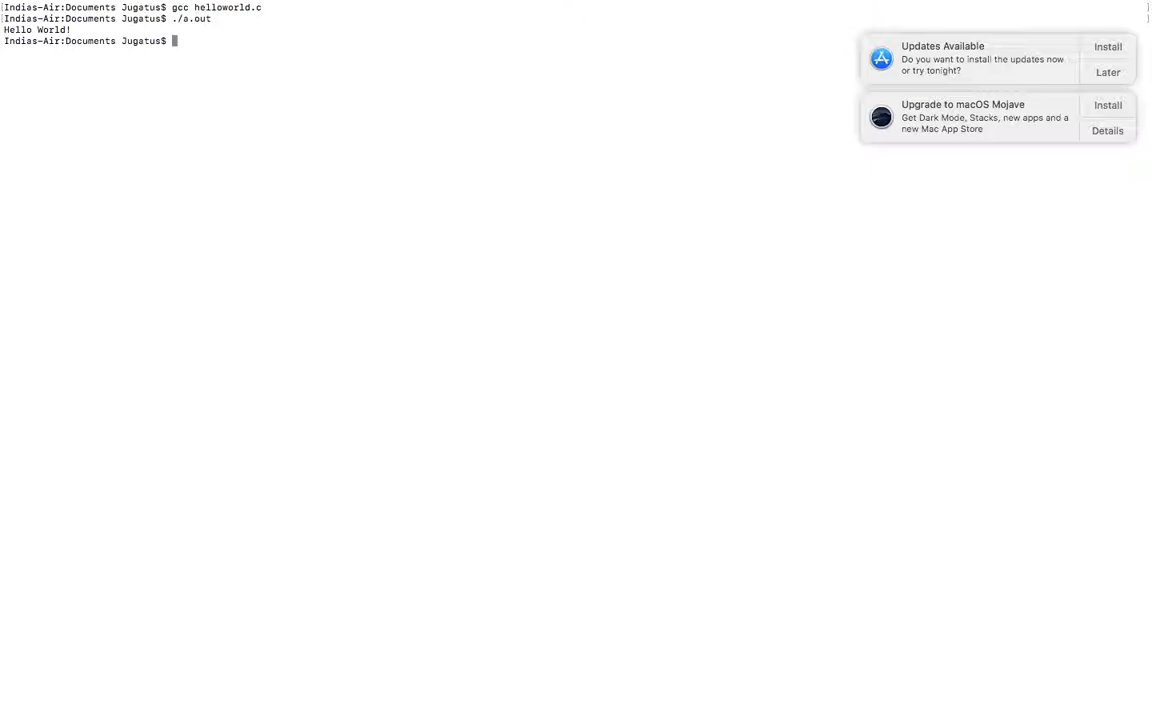 [Indias-Air:Documents Jugatus$ gcc helloworld.c ]
[Indias-Air:Documents Jugatus$ ./a.out ]
Hello World!
Indias-Air:Documents Jugatus$
Updates Available
Do you want to install the updates now
or try tonight?
Install
Later
Upgrade to macOS Mojave
Get Dark Mode, Stacks, new apps and a
new Mac App Store
Install
Details